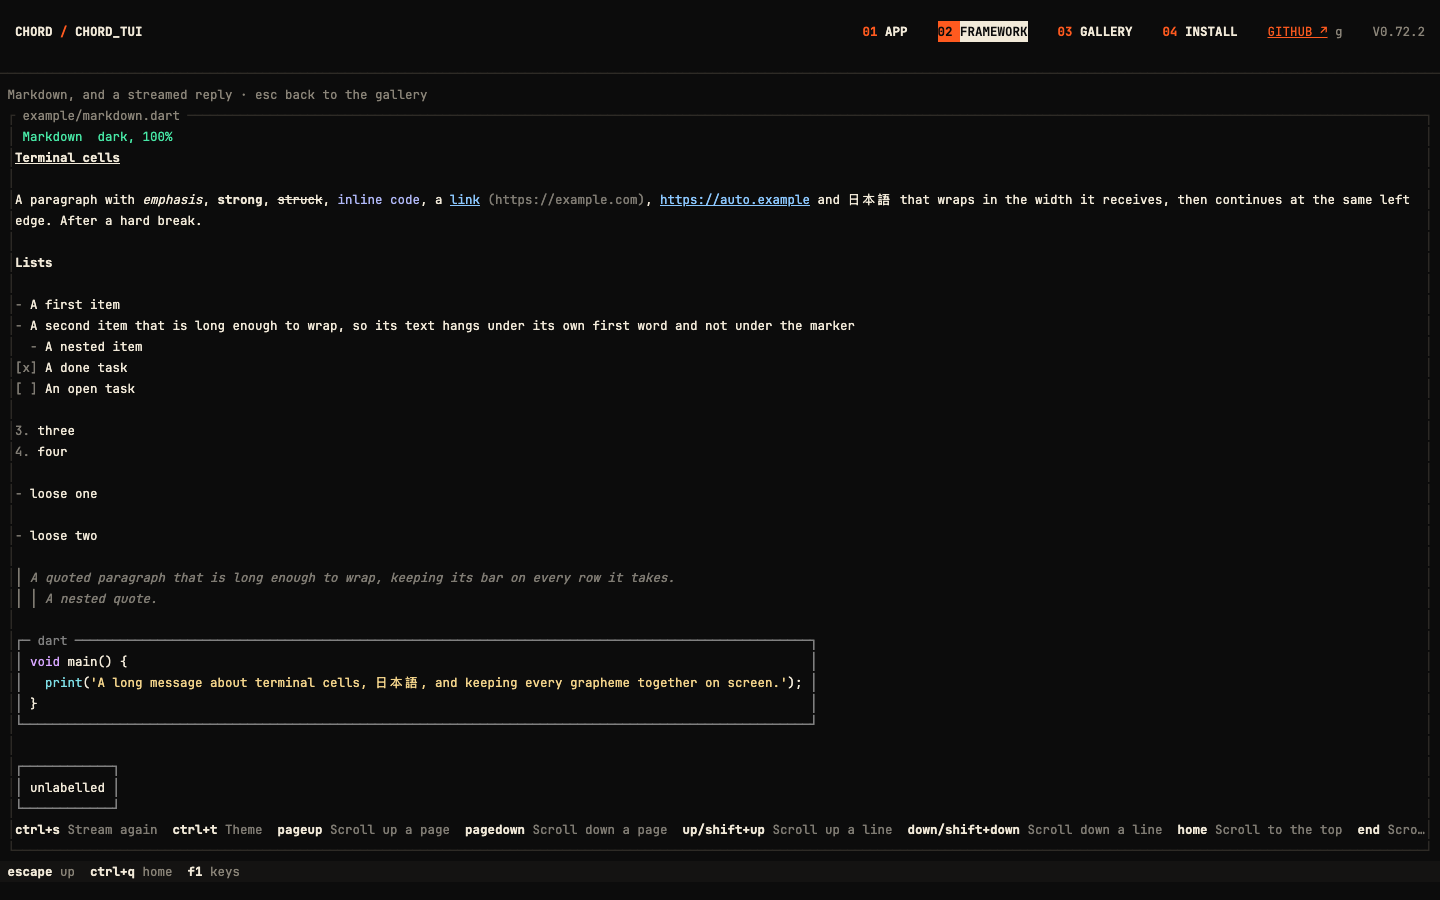 CHORD / CHORD_TUI 01 APP 02 FRAMEWORK 03 GALLERY 04 INSTALL GITHUB ↗ g V0.72.2
Markdown, and a streamed reply · esc back to the gallery
example/markdown.dart
Markdown dark, 100%
Terminal cells
A paragraph with emphasis, strong, struck, inline code, a link (https://example.com), https://auto.example and 日本語 that wraps in the width it receives, then continues at the same left
edge. After a hard break.
Lists
- A first item
- A second item that is long enough to wrap, so its text hangs under its own first word and not under the marker
- A nested item
[x] A done task
[ ] An open task
3. three
4. four
- loose one
- loose two
A quoted paragraph that is long enough to wrap, keeping its bar on every row it takes.
A nested quote.
dart
void main() {
print('A long message about terminal cells, 日本語, and keeping every grapheme together on screen.');
}
unlabelled
ctrl+s Stream again ctrl+t Theme pageup Scroll up a page pagedown Scroll down a page up/shift+up Scroll up a line down/shift+down Scroll down a line home Scroll to the top end Scro…
escape up ctrl+q home f1 keys